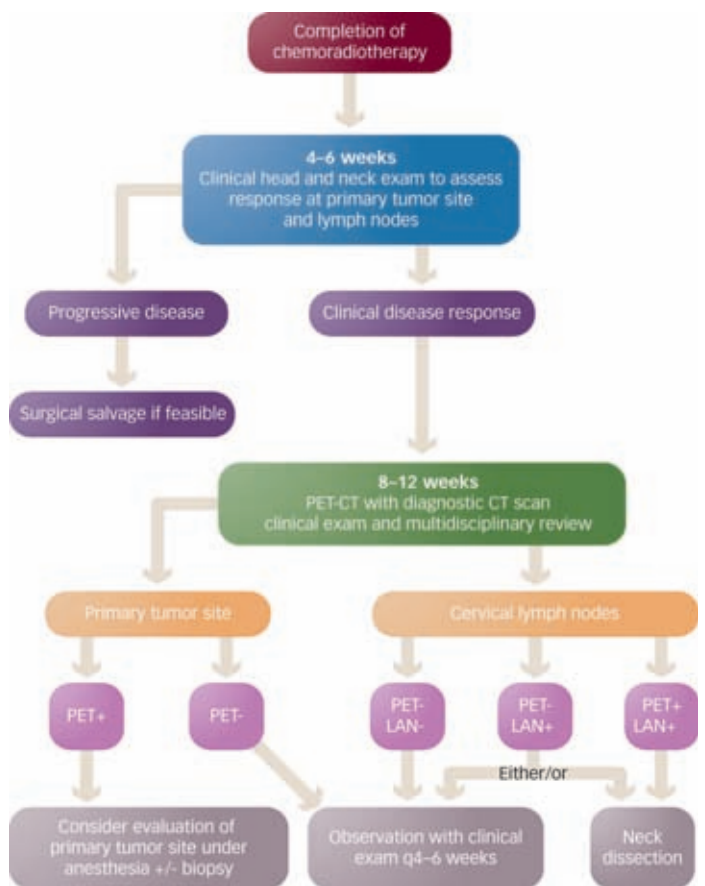 Completion of
chemoradiotherapy
4–6 weeks
Clinical head and neck exam to assess
response at primary tumor site
and lymph nodes
Progressive disease
Clinical disease response
Surgical salvage if feasible
8–12 weeks
PET-CT with diagnostic CT scan
clinical exam and multidisciplinary review
Primary tumor site
Cervical lymph nodes
PET+
PET-
PET-
LAN-
PET-
LAN+
PET+
LAN+
Either/or
Consider evaluation of
primary tumor site under
anesthesia +/- biopsy
Observation with clinical
exam q4–6 weeks
Neck
dissection